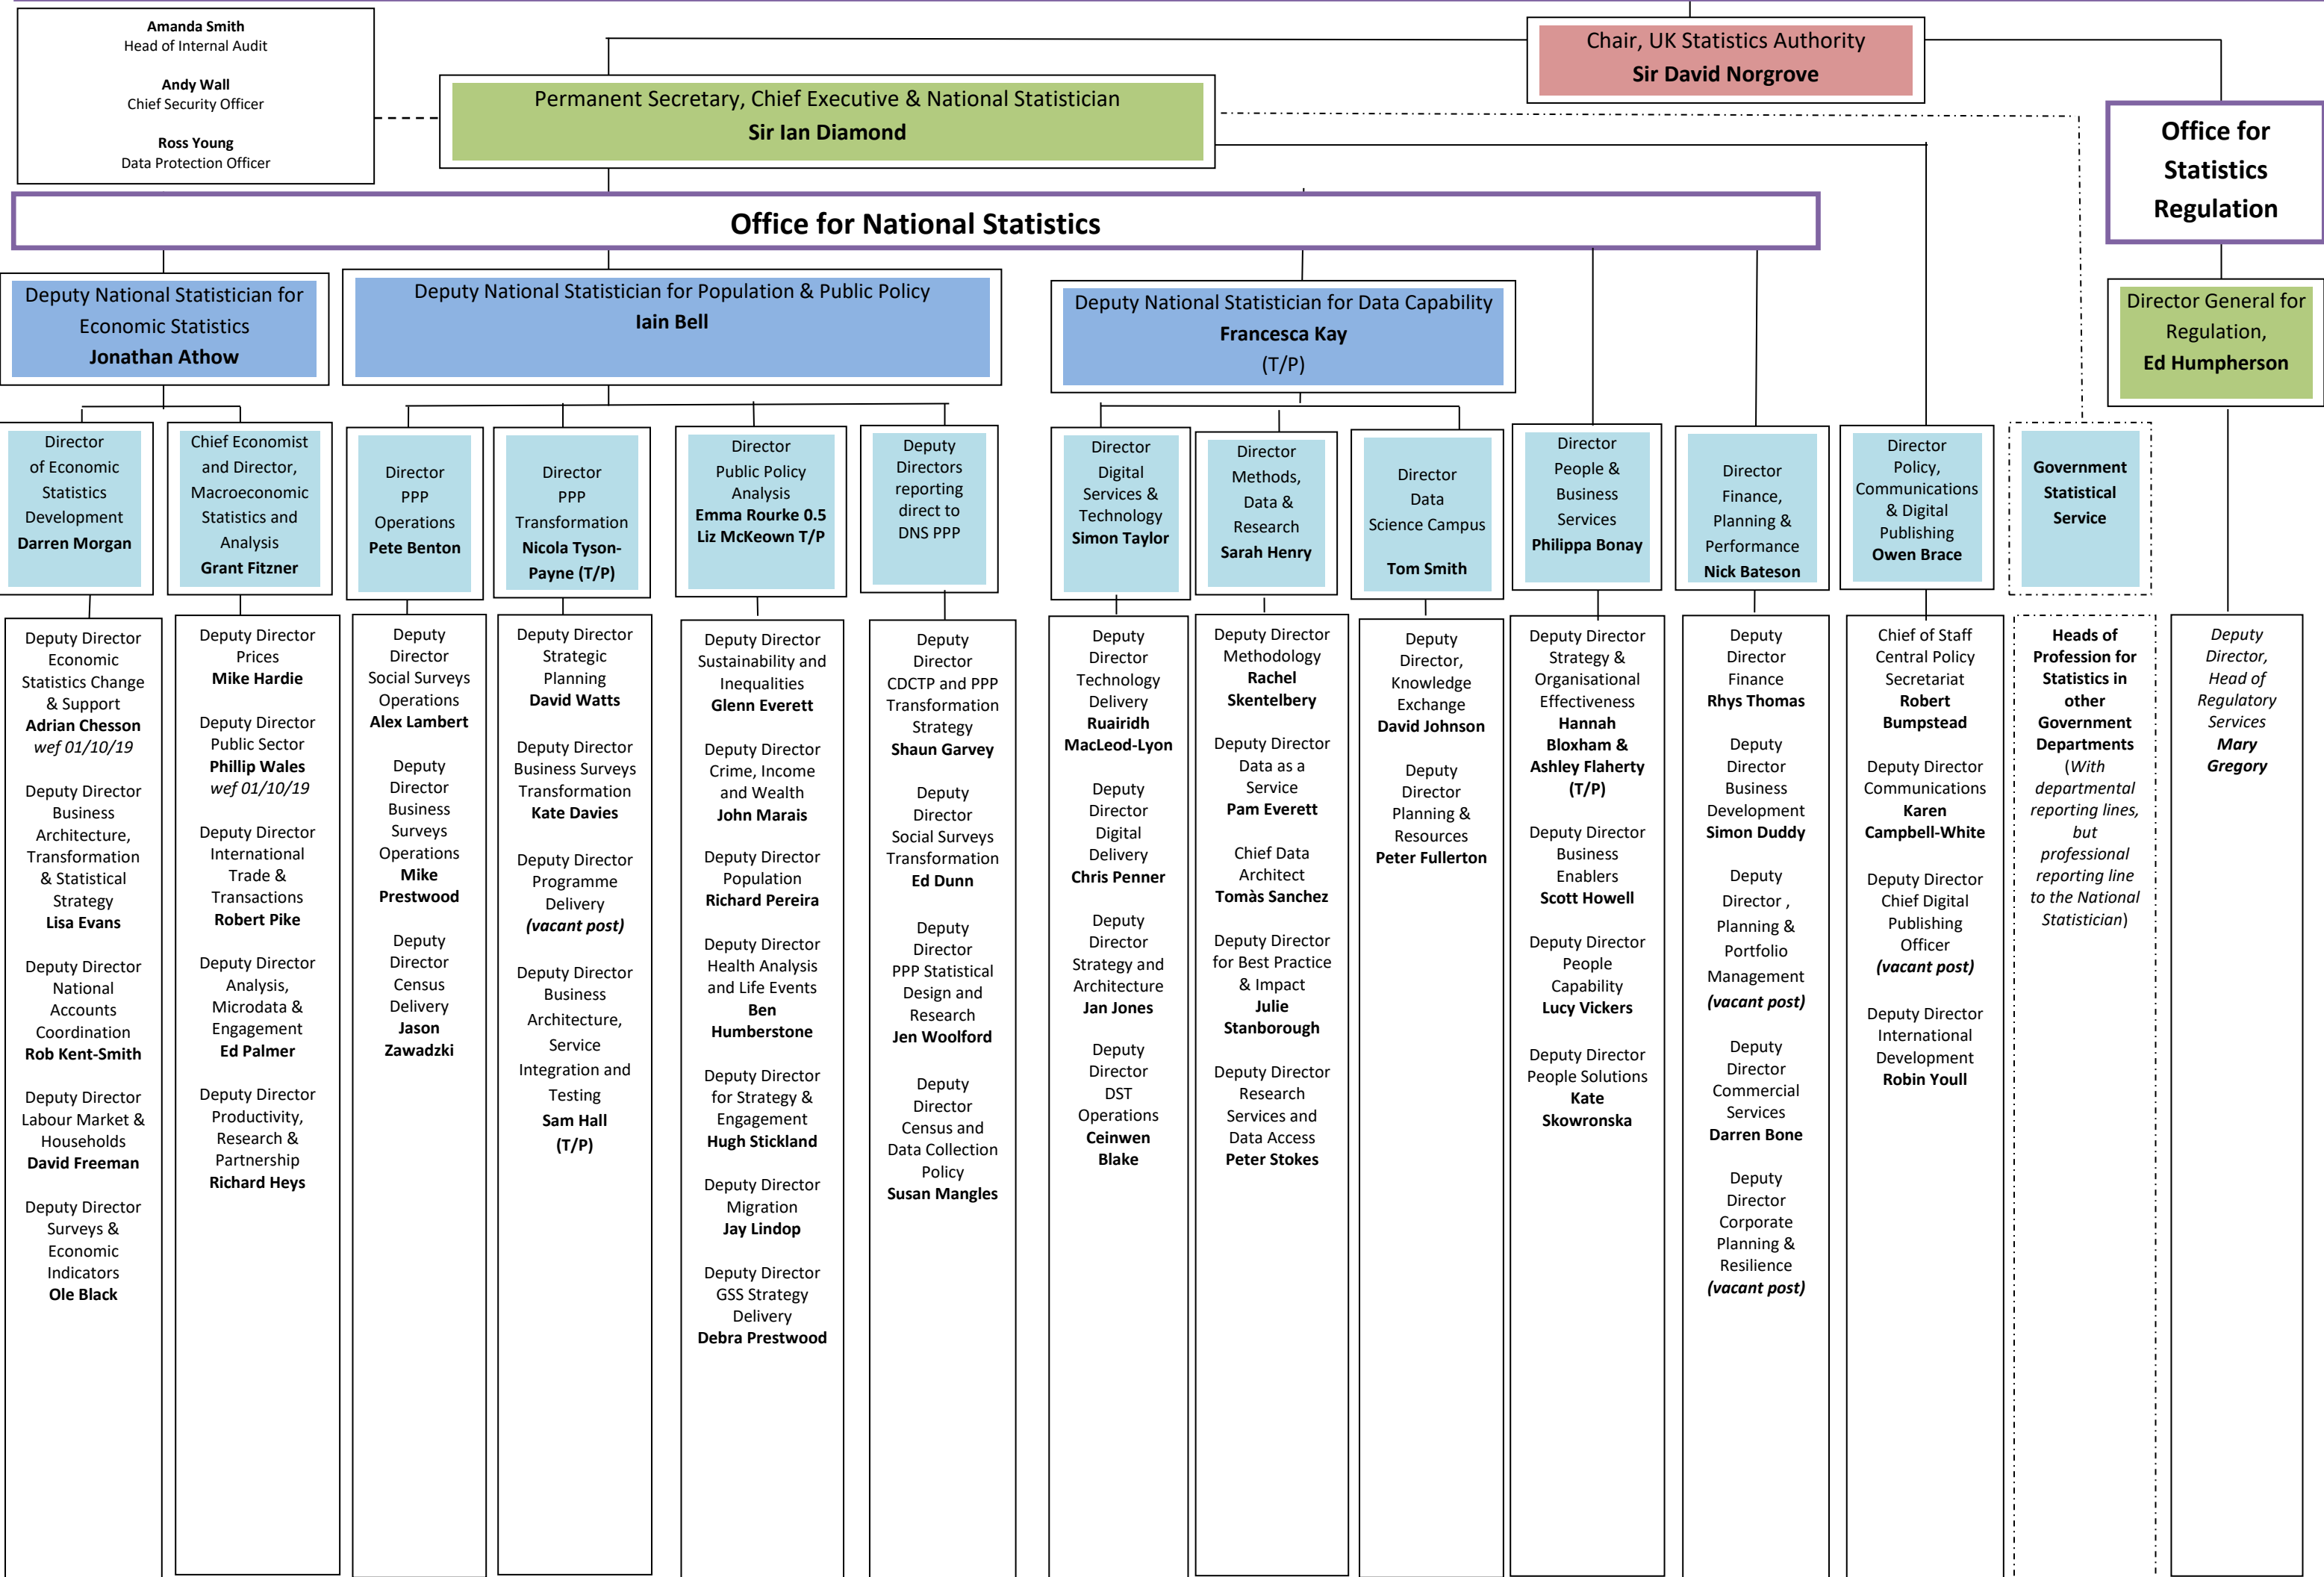 Amanda Smith
Head of Internal Audit
Andy Wall
Chief Security Officer
Ross Young
Data Protection Officer
Chair, UK Statistics Authority
Sir David Norgrove
Permanent Secretary, Chief Executive & National Statistician
Sir Ian Diamond
Office for
Statistics
Regulation
Office for National Statistics
Deputy National Statistician for
Economic Statistics
Jonathan Athow
Deputy National Statistician for Population & Public Policy
Iain Bell
Deputy National Statistician for Data Capability
Francesca Kay
(T/P)
Director General for
Regulation,
Ed Humpherson
Director
of Economic
Statistics
Development
Darren Morgan
Chief Economist
and Director,
Macroeconomic
Statistics and
Analysis
Grant Fitzner
Director
PPP
Operations
Pete Benton
Director
PPP
Transformation
Nicola Tyson-
Payne (T/P)
Director
Public Policy
Analysis
Emma Rourke 0.5
Liz McKeown T/P
Deputy
Directors
reporting
direct to
DNS PPP
Director
Digital
Services &
Technology
Simon Taylor
Director
Methods,
Data &
Research
Sarah Henry
Director
Data
Science Campus
Tom Smith
Director
People &
Business
Services
Philippa Bonay
Director
Finance,
Planning &
Performance
Nick Bateson
Director
Policy,
Communications
& Digital
Publishing
Owen Brace
Government
Statistical
Service
Deputy Director
Economic
Statistics Change
& Support
Adrian Chesson
wef 01/10/19
Deputy Director
Business
Architecture,
Transformation
& Statistical
Strategy
Lisa Evans
Deputy Director
National
Accounts
Coordination
Rob Kent-Smith
Deputy Director
Labour Market &
Households
David Freeman
Deputy Director
Surveys &
Economic
Indicators
Ole Black
Deputy Director
Prices
Mike Hardie
Deputy Director
Public Sector
Phillip Wales
wef 01/10/19
Deputy Director
International
Trade &
Transactions
Robert Pike
Deputy Director
Analysis,
Microdata &
Engagement
Ed Palmer
Deputy Director
Productivity,
Research &
Partnership
Richard Heys
Deputy
Director
Social Surveys
Operations
Alex Lambert
Deputy
Director
Business
Surveys
Operations
Mike
Prestwood
Deputy
Director
Census
Delivery
Jason
Zawadzki
Deputy Director
Strategic
Planning
David Watts
Deputy Director
Business Surveys
Transformation
Kate Davies
Deputy Director
Programme
Delivery
(vacant post)
Deputy Director
Business
Architecture,
Service
Integration and
Testing
Sam Hall
(T/P)
Deputy Director
Sustainability and
Inequalities
Glenn Everett
Deputy Director
Crime, Income
and Wealth
John Marais
Deputy Director
Population
Richard Pereira
Deputy Director
Health Analysis
and Life Events
Ben
Humberstone
Deputy Director
for Strategy &
Engagement
Hugh Stickland
Deputy Director
Migration
Jay Lindop
Deputy Director
GSS Strategy
Delivery
Debra Prestwood
Deputy
Director
CDCTP and PPP
Transformation
Strategy
Shaun Garvey
Deputy
Director
Social Surveys
Transformation
Ed Dunn
Deputy
Director
PPP Statistical
Design and
Research
Jen Woolford
Deputy
Director
Census and
Data Collection
Policy
Susan Mangles
Deputy
Director
Technology
Delivery
Ruairidh
MacLeod-Lyon
Deputy
Director
Digital
Delivery
Chris Penner
Deputy
Director
Strategy and
Architecture
Jan Jones
Deputy
Director
DST
Operations
Ceinwen
Blake
Deputy Director
Methodology
Rachel
Skentelbery
Deputy Director
Data as a
Service
Pam Everett
Chief Data
Architect
Tomàs Sanchez
Deputy Director
for Best Practice
& Impact
Julie
Stanborough
Deputy Director
Research
Services and
Data Access
Peter Stokes
Deputy
Director,
Knowledge
Exchange
David Johnson
Deputy
Director
Planning &
Resources
Peter Fullerton
Deputy Director
Strategy &
Organisational
Effectiveness
Hannah
Bloxham &
Ashley Flaherty
(T/P)
Deputy Director
Business
Enablers
Scott Howell
Deputy Director
People
Capability
Lucy Vickers
Deputy Director
People Solutions
Kate
Skowronska
Deputy
Director
Finance
Rhys Thomas
Deputy
Director
Business
Development
Simon Duddy
Deputy
Director ,
Planning &
Portfolio
Management
(vacant post)
Deputy
Director
Commercial
Services
Darren Bone
Deputy
Director
Corporate
Planning &
Resilience
(vacant post)
Chief of Staff
Central Policy
Secretariat
Robert
Bumpstead
Deputy Director
Communications
Karen
Campbell-White
Deputy Director
Chief Digital
Publishing
Officer
(vacant post)
Deputy Director
International
Development
Robin Youll
Heads of
Profession for
Statistics in
other
Government
Departments
(With
departmental
reporting lines,
but
professional
reporting line
to the National
Statistician)
Deputy
Director,
Head of
Regulatory
Services
Mary
Gregory